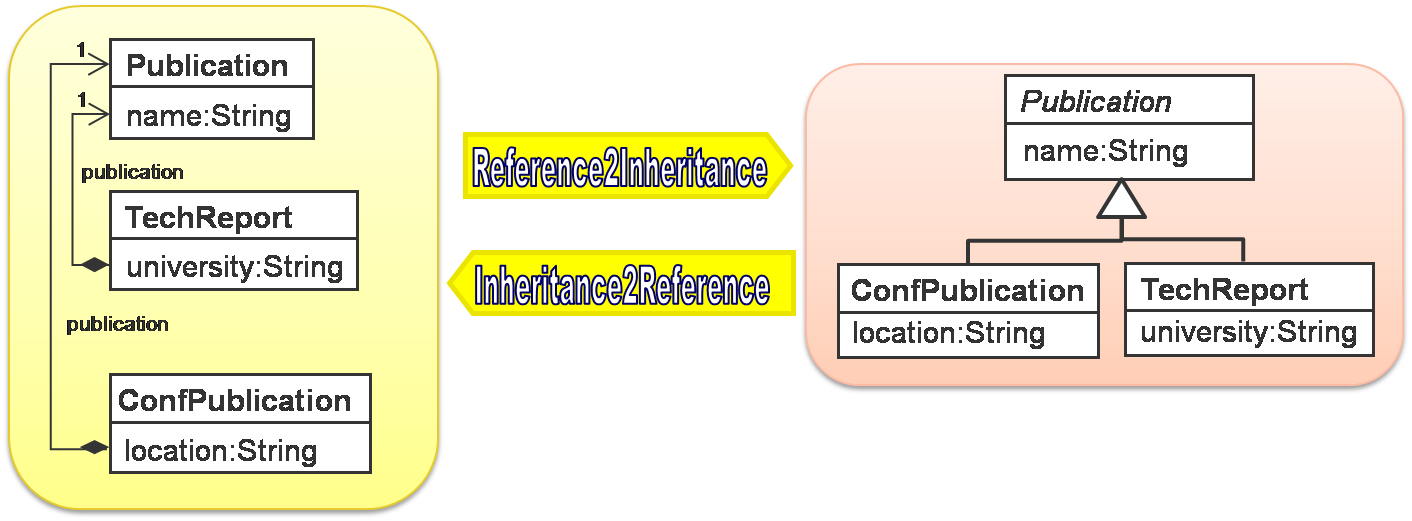 1
Publication
1
name:String
publication
TechReport
university:String
publication
ConfPublication
location:String
Reference2Inheritance
Inheritance2Reference
Publication
name:String
ConfPublication
location:String
TechReport
university:String